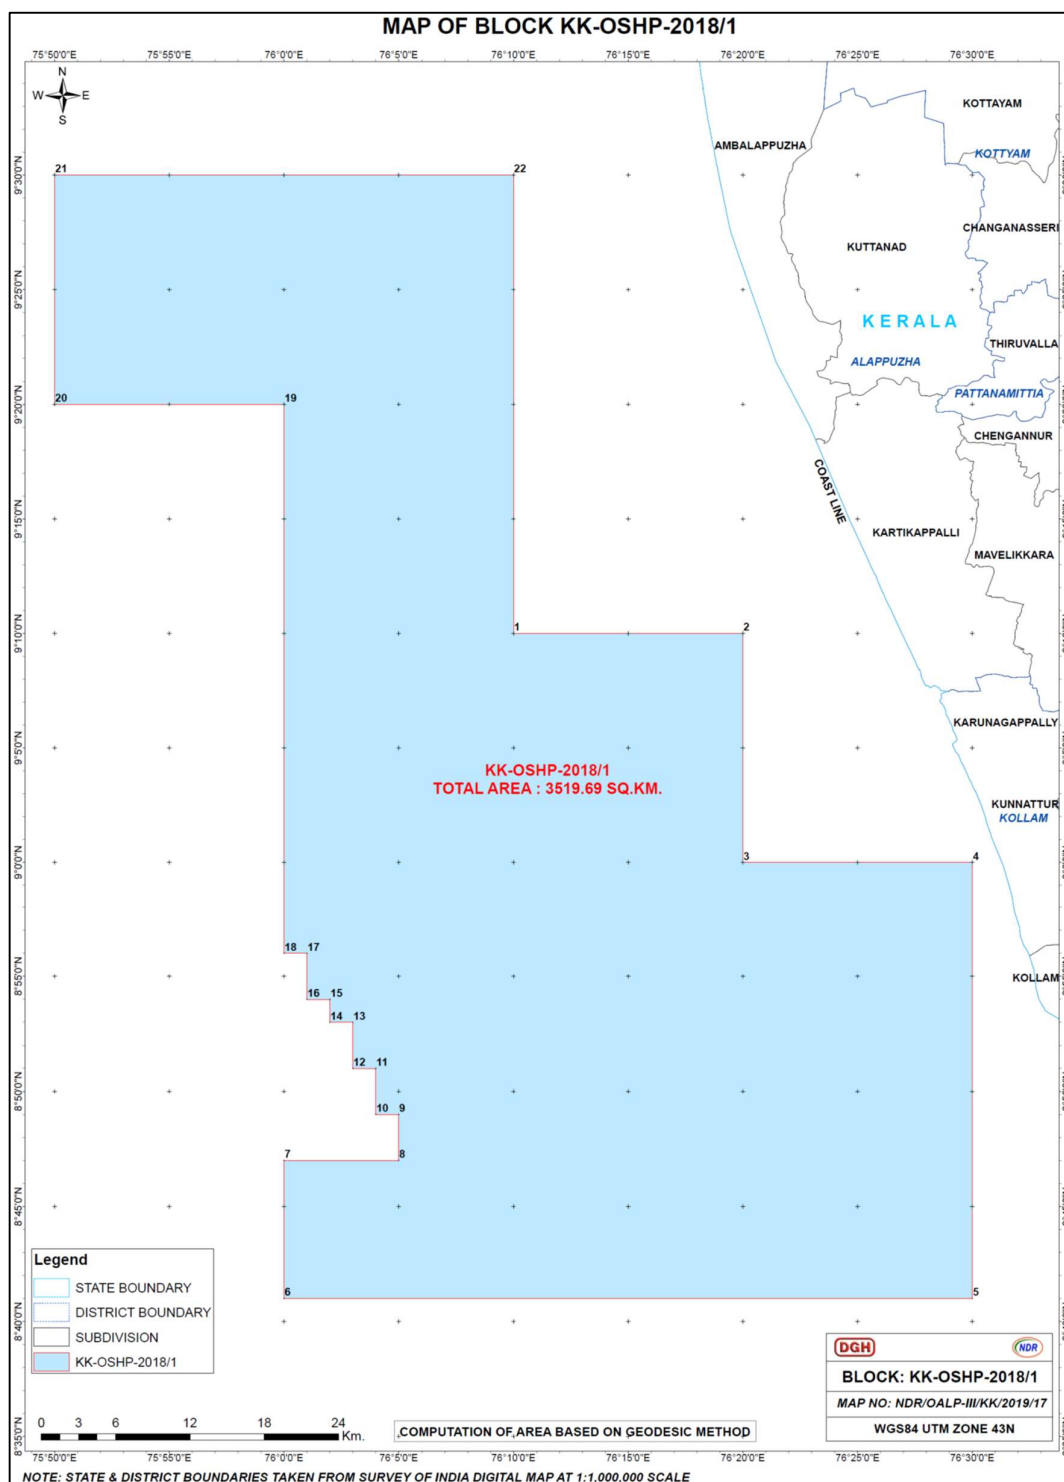 MAP OF BLOCK KK-OSHP-2018/1
75°50'0"E 75°55'0"E 76°0'0"E 76°5'0"E 76°10'0"E 76°15'0"E 76°20'0"E 76°25'0"E 76°30'0"E
N
W E
S
KOTTAYAM
AMBALAPPUZHA
KOTTYAM
9°30'0"N
21 22
CHANGANASSERI
KUTTANAD
9°25'0"N
KERALA
THIRUVALLA
ALAPPUZHA
PATTANAMITTIA
9°20'0"N
20 19
CHENGANNUR
COAST LINE
9°15'0"N
KARTIKAPPALLI
MAVELIKKARA
9°10'0"N
1 2
KARUNAGAPPALLY
9°5'0"N
KK-OSHP-2018/1
TOTAL AREA : 3519.69 SQ.KM.
KUNNATTUR
KOLLAM
9°0'0"N
3 4
18 17
8°55'0"N
KOLLAM
16 15
14 13
12 11
8°50'0"N
10 9
7 8
8°45'0"N
6 5
8°40'0"N
Legend
STATE BOUNDARY
DISTRICT BOUNDARY
SUBDIVISION
KK-OSHP-2018/1
DGH NDR
BLOCK: KK-OSHP-2018/1
MAP NO: NDR/OALP-III/KK/2019/17
WGS84 UTM ZONE 43N
0 3 6 12 18 24
Km.
COMPUTATION OF AREA BASED ON GEODESIC METHOD
8°35'0"N
75°50'0"E 75°55'0"E 76°0'0"E 76°5'0"E 76°10'0"E 76°15'0"E 76°20'0"E 76°25'0"E 76°30'0"E
NOTE: STATE & DISTRICT BOUNDARIES TAKEN FROM SURVEY OF INDIA DIGITAL MAP AT 1:1,000,000 SCALE